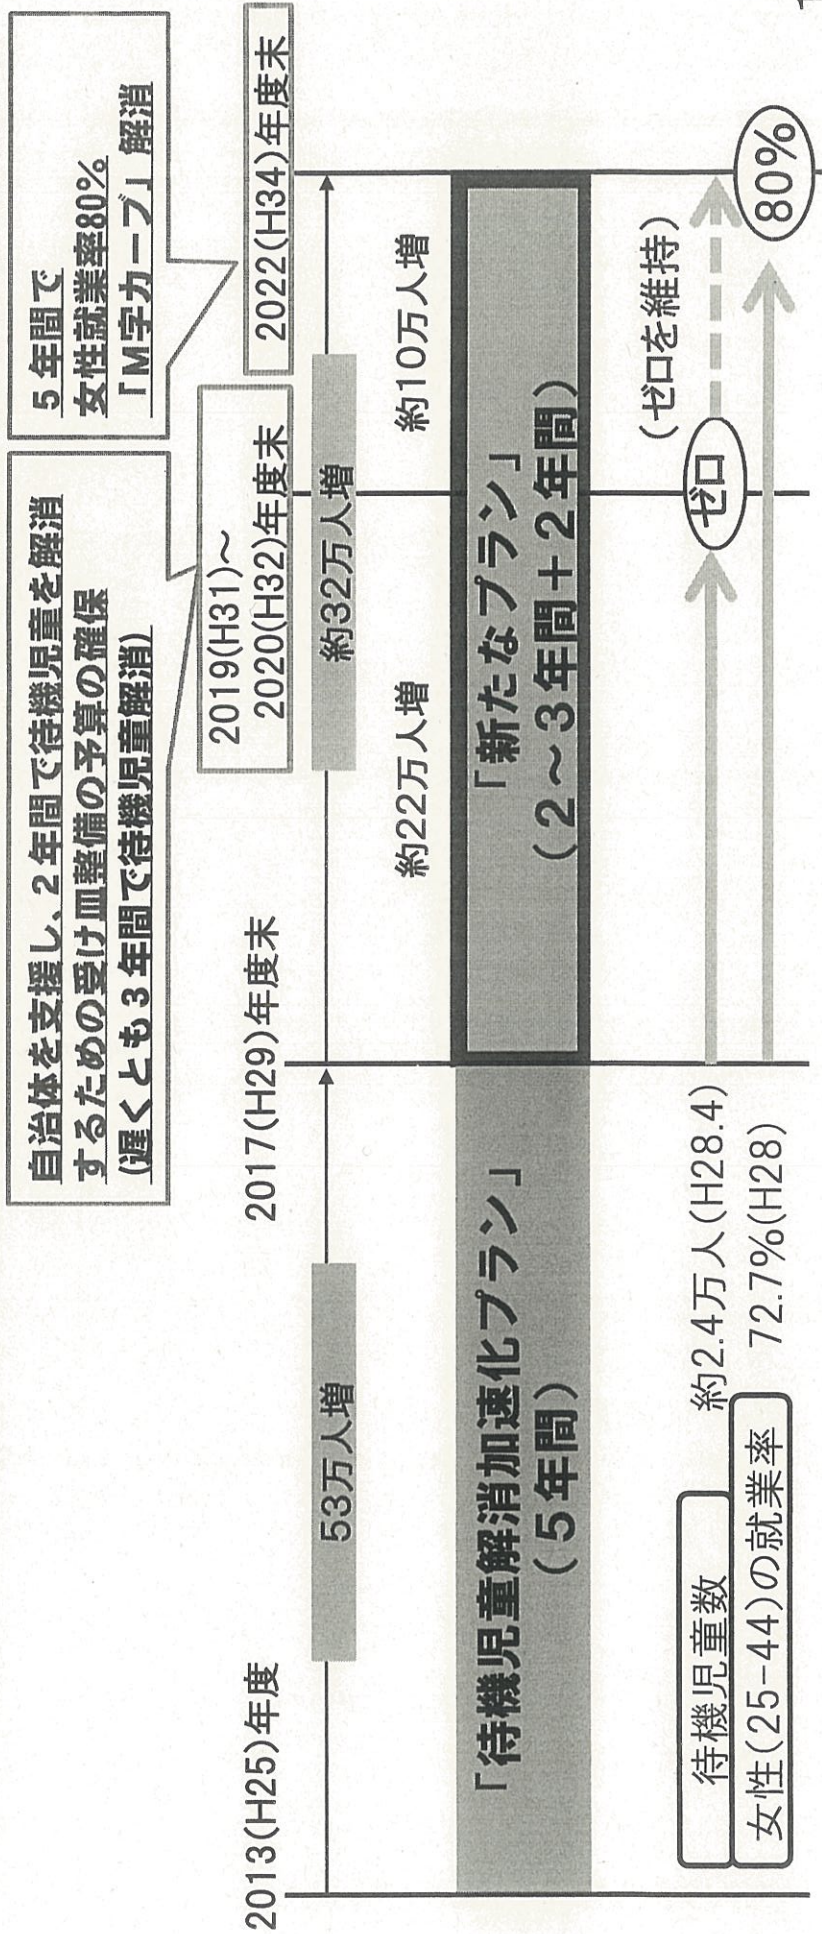 自治体を支援し、2年間で待機児童を解消
するための受け皿整備の予算の確保
(遅くとも3年間で待機児童解消)
5年間で
女性就業率80%
「M字カーブ」解消
2013(H25)年度
2017(H29)年度末
2019(H31)～
2020(H32)年度末
2022(H34)年度末
53万人増
約32万人増
約22万人増
約10万人増
「待機児童解消加速化プラン」
(5年間)
「新たなプラン」
(2～3年間+2年間)
待機児童数
約2.4万人(H28.4)
ゼロ
(ゼロを維持)
女性(25-44)の就業率
72.7%(H28)
80%